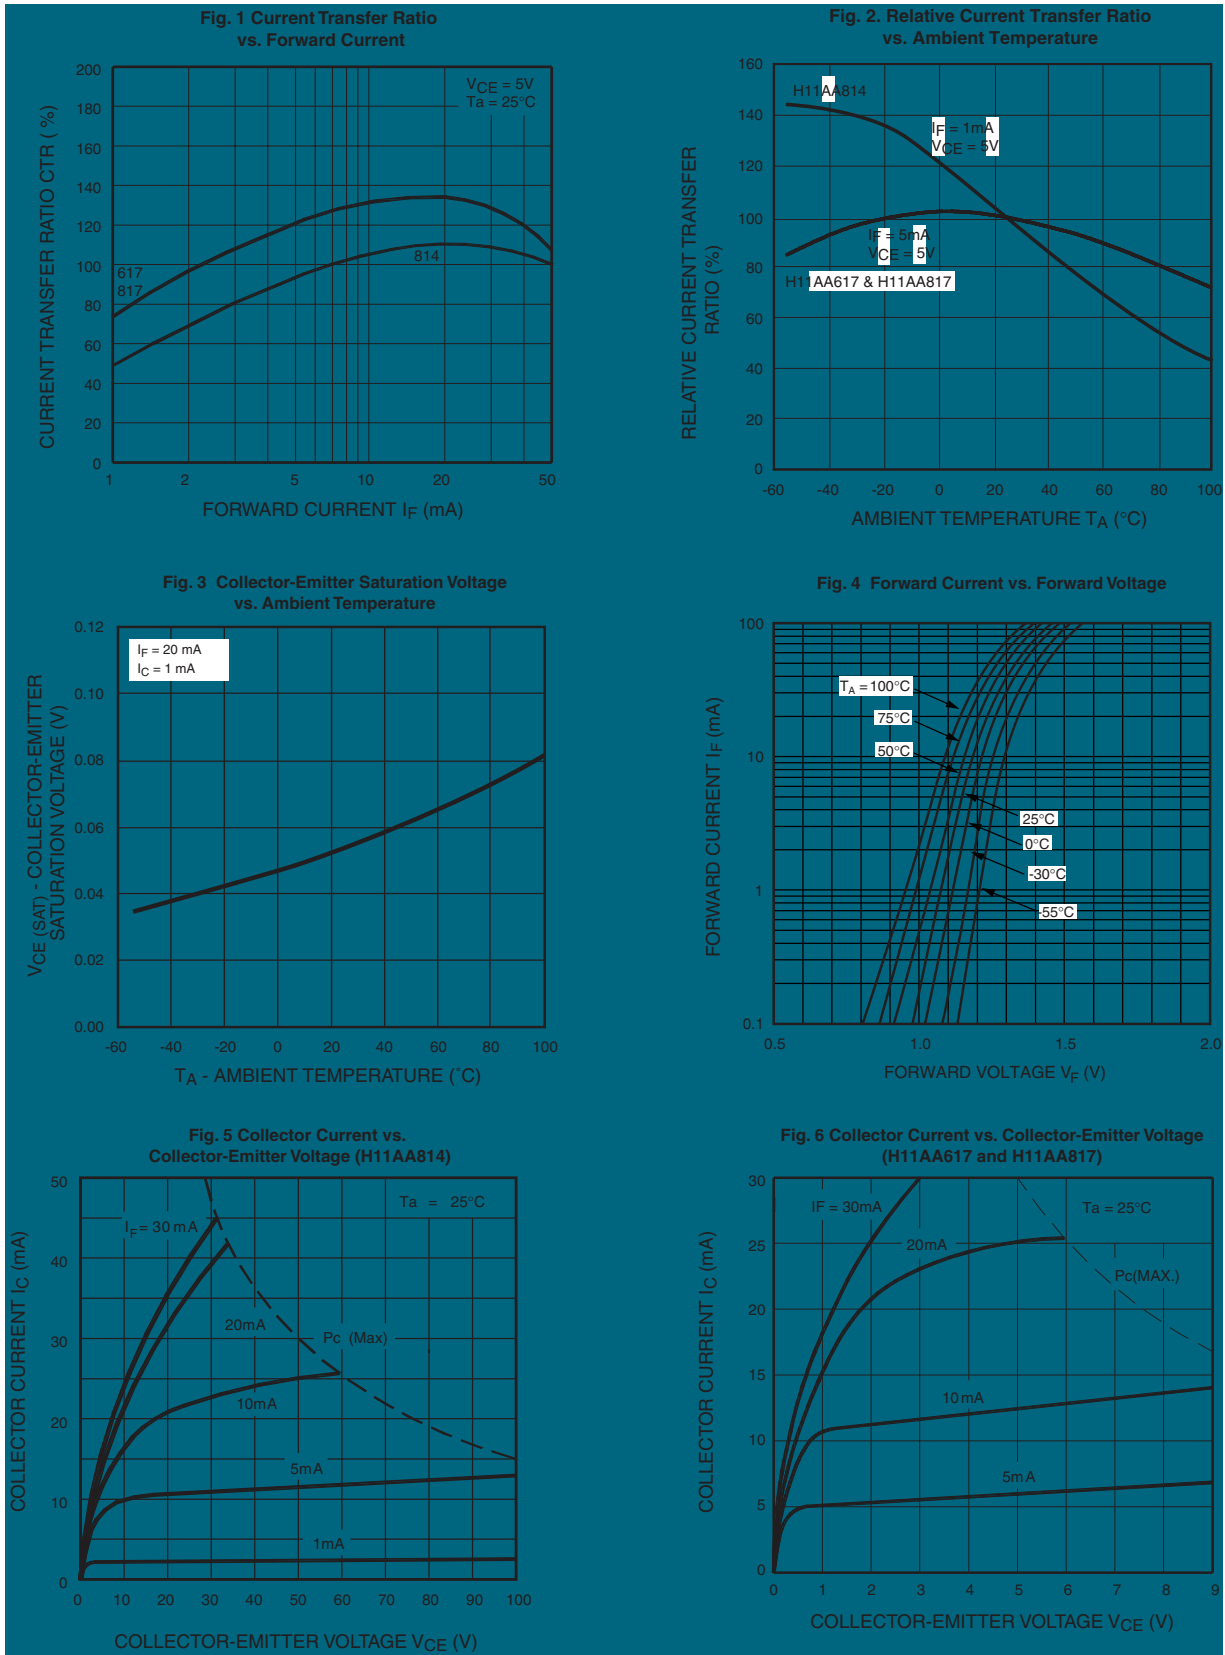 Fig. 1 Current Transfer Ratio
vs. Forward Current
CURRENT TRANSFER RATIO CTR ( %)
200
180
160
140
120
100
80
60
40
20
0
VCE = 5V
Ta = 25°C
617
817
814
1
2
5
10
20
50
FORWARD CURRENT IF (mA)
Fig. 2. Relative Current Transfer Ratio
vs. Ambient Temperature
RELATIVE CURRENT TRANSFER
RATIO (%)
160
140
120
100
80
60
40
20
0
H11AA814
IF = 1mA
VCE = 5V
IF = 5mA
VCE = 5V
H11AA617 & H11AA817
-60
-40
-20
0
20
40
60
80
100
AMBIENT TEMPERATURE TA (°C)
Fig. 3 Collector-Emitter Saturation Voltage
vs. Ambient Temperature
VCE (SAT) - COLLECTOR-EMITTER
SATURATION VOLTAGE (V)
0.12
0.10
0.08
0.06
0.04
0.02
0.00
IF = 20 mA
IC = 1 mA
-60
-40
-20
0
20
40
60
80
100
TA - AMBIENT TEMPERATURE (˚C)
Fig. 4 Forward Current vs. Forward Voltage
FORWARD CURRENT IF (mA)
100
10
1
0.1
TA = 100°C
75°C
50°C
25°C
0°C
-30°C
-55°C
0.5
1.0
1.5
2.0
FORWARD VOLTAGE VF (V)
Fig. 5 Collector Current vs.
Collector-Emitter Voltage (H11AA814)
COLLECTOR CURRENT IC (mA)
50
40
30
20
10
0
Ta = 25°C
IF = 30 mA
20mA
Pc (Max)
10mA
5mA
1mA
0
10
20
30
40
50
60
70
80
90
100
COLLECTOR-EMITTER VOLTAGE VCE (V)
Fig. 6 Collector Current vs. Collector-Emitter Voltage
(H11AA617 and H11AA817)
COLLECTOR CURRENT IC (mA)
30
25
20
15
10
5
0
IF = 30mA
Ta = 25°C
20mA
Pc(MAX.)
10mA
5mA
0
1
2
3
4
5
6
7
8
9
COLLECTOR-EMITTER VOLTAGE VCE (V)